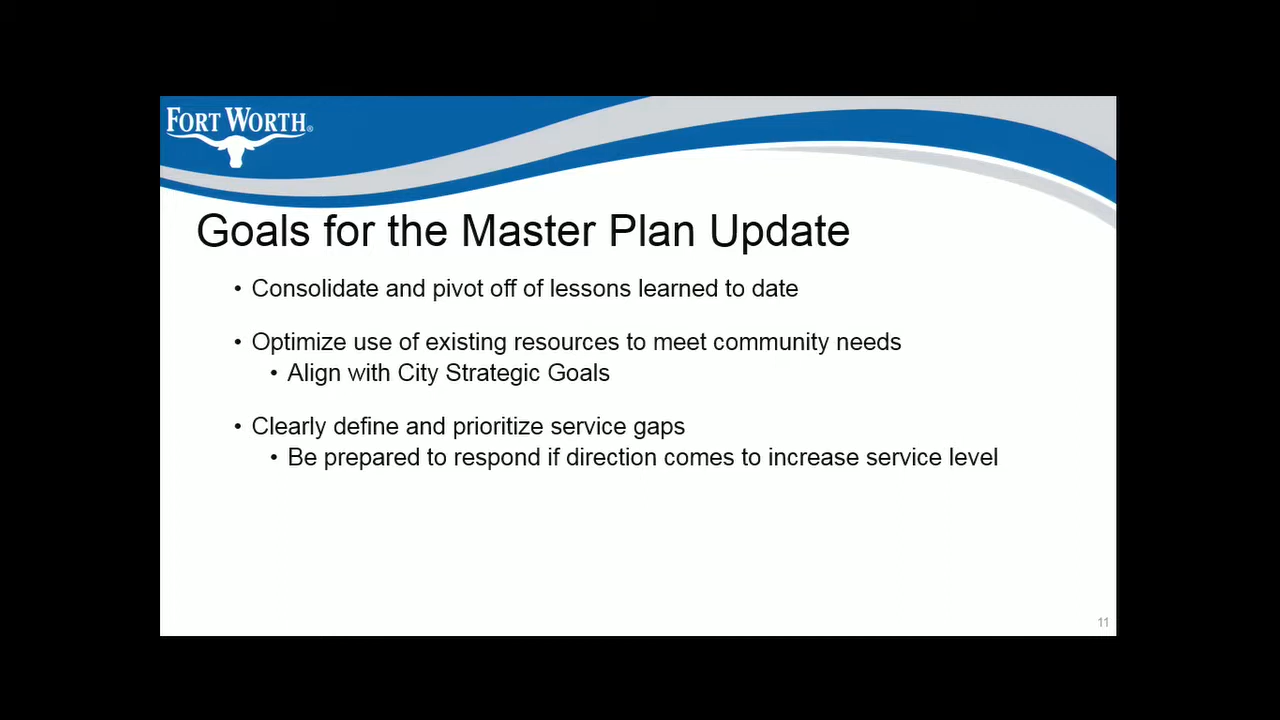 FORT WORTH®
Goals for the Master Plan Update
• Consolidate and pivot off of lessons learned to date
• Optimize use of existing resources to meet community needs
• Align with City Strategic Goals
• Clearly define and prioritize service gaps
• Be prepared to respond if direction comes to increase service level
11